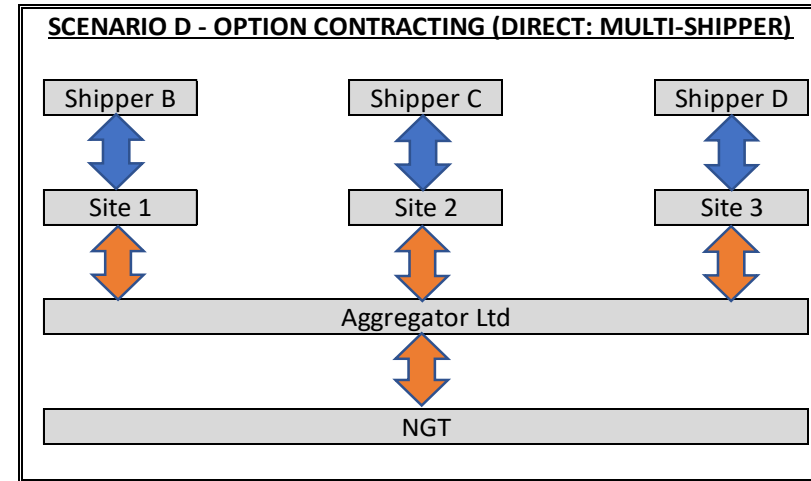 SCENARIO D - OPTION CONTRACTING (DIRECT: MULTI-SHIPPER)
Shipper B
Shipper C
Shipper D
Site 1
Site 2
Site 3
Aggregator Ltd
NGT